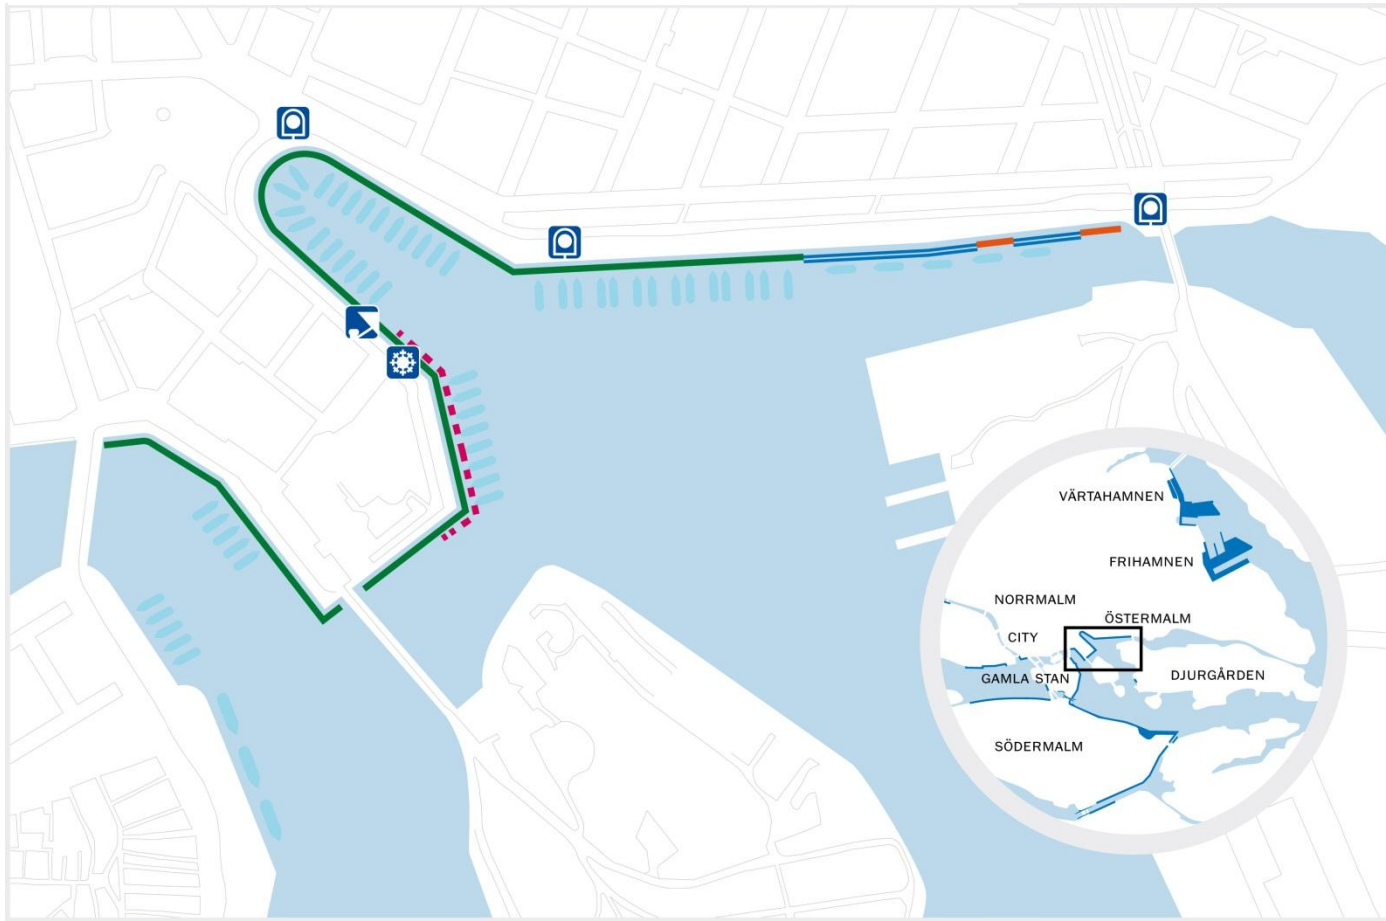 VÄRTAHAMNEN
FRIHAMNEN
NORRMALM
ÖSTERMALM
CITY
GAMLA STAN
DJURGÅRDEN
SÖDERMALM